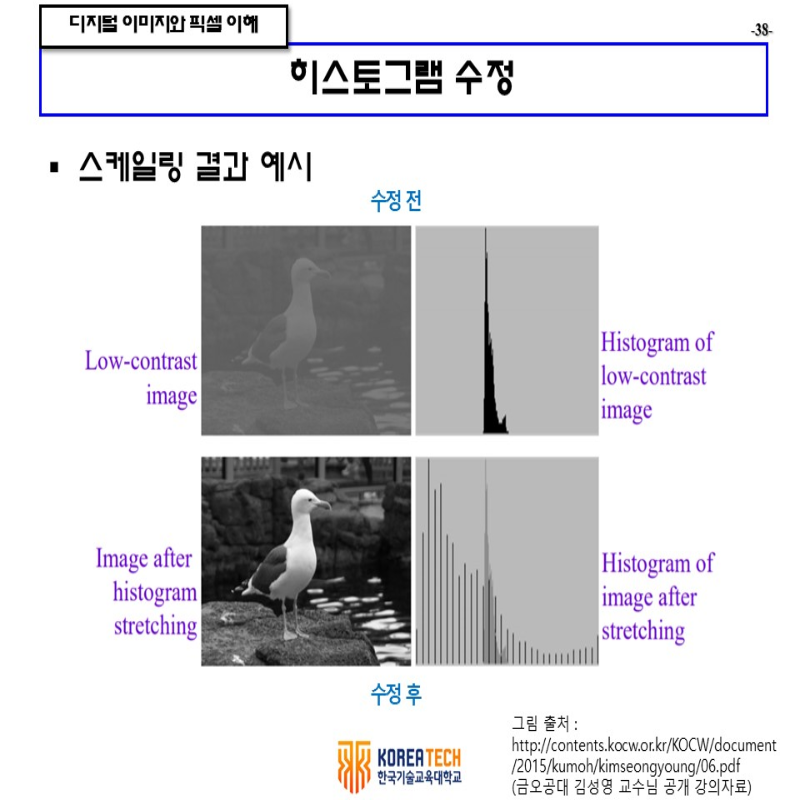 디지털 이미지와 픽셀 이해
-38-
히스토그램 수정
▪ 스케일링 결과 예시
수정 전
Low-contrast
image
Histogram of
low-contrast
image
Image after
histogram
stretching
Histogram of
image after
stretching
수정 후
그림 출처 :
http://contents.kocw.or.kr/KOCW/document
/2015/kumoh/kimseongyoung/06.pdf
(금오공대 김성영 교수님 공개 강의자료)
KOREATECH
한국기술교육대학교